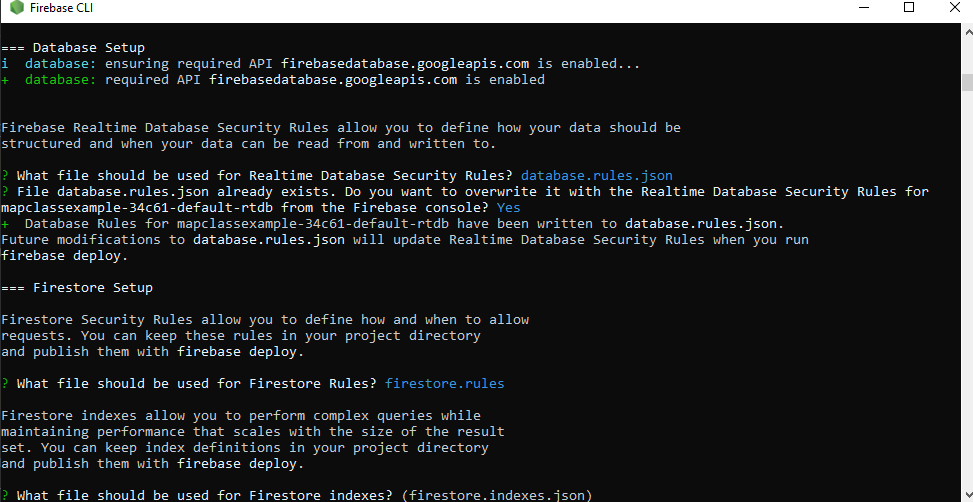 Firebase CLI
=== Database Setup
i  database: ensuring required API firebasedatabase.googleapis.com is enabled...
+  database: required API firebasedatabase.googleapis.com is enabled
Firebase Realtime Database Security Rules allow you to define how your data should be
structured and when your data can be read from and written to.
? What file should be used for Realtime Database Security Rules? database.rules.json
? File database.rules.json already exists. Do you want to overwrite it with the Realtime Database Security Rules for
mapclassexample-34c61-default-rtdb from the Firebase console? Yes
+  Database Rules for mapclassexample-34c61-default-rtdb have been written to database.rules.json.
Future modifications to database.rules.json will update Realtime Database Security Rules when you run
firebase deploy.
=== Firestore Setup
Firestore Security Rules allow you to define how and when to allow
requests. You can keep these rules in your project directory
and publish them with firebase deploy.
? What file should be used for Firestore Rules? firestore.rules
Firestore indexes allow you to perform complex queries while
maintaining performance that scales with the size of the result
set. You can keep index definitions in your project directory
and publish them with firebase deploy.
? What file should be used for Firestore indexes? (firestore.indexes.json)